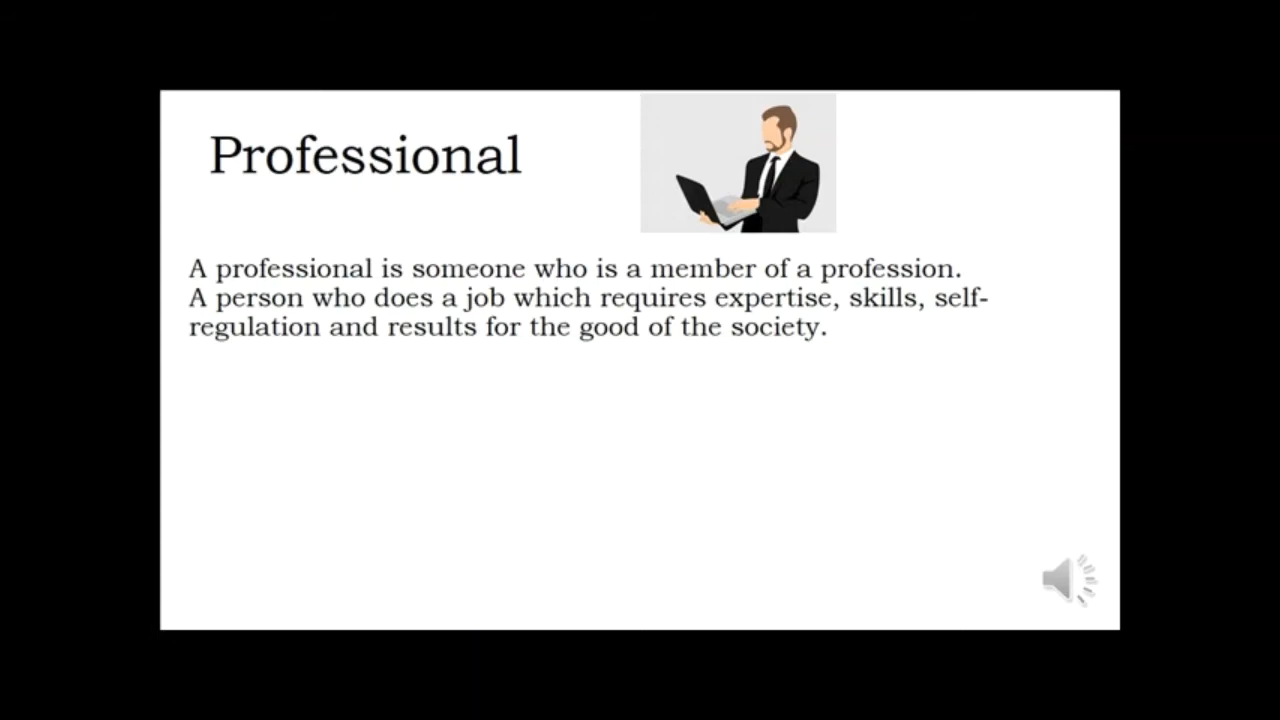 Professional
A professional is someone who is a member of a profession.
A person who does a job which requires expertise, skills, self-
regulation and results for the good of the society.